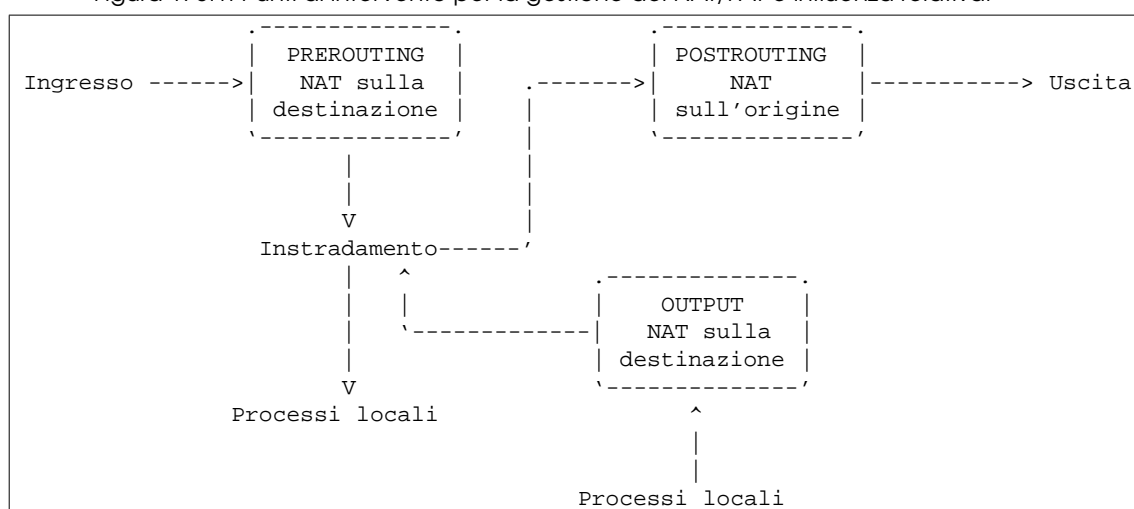 PREROUTING
NAT sulla
destinazione
POSTROUTING
NAT
sull'origine
Ingresso ------>
-----------> Uscita
Instradamento------'
OUTPUT
NAT sulla
destinazione
Processi locali
Processi locali